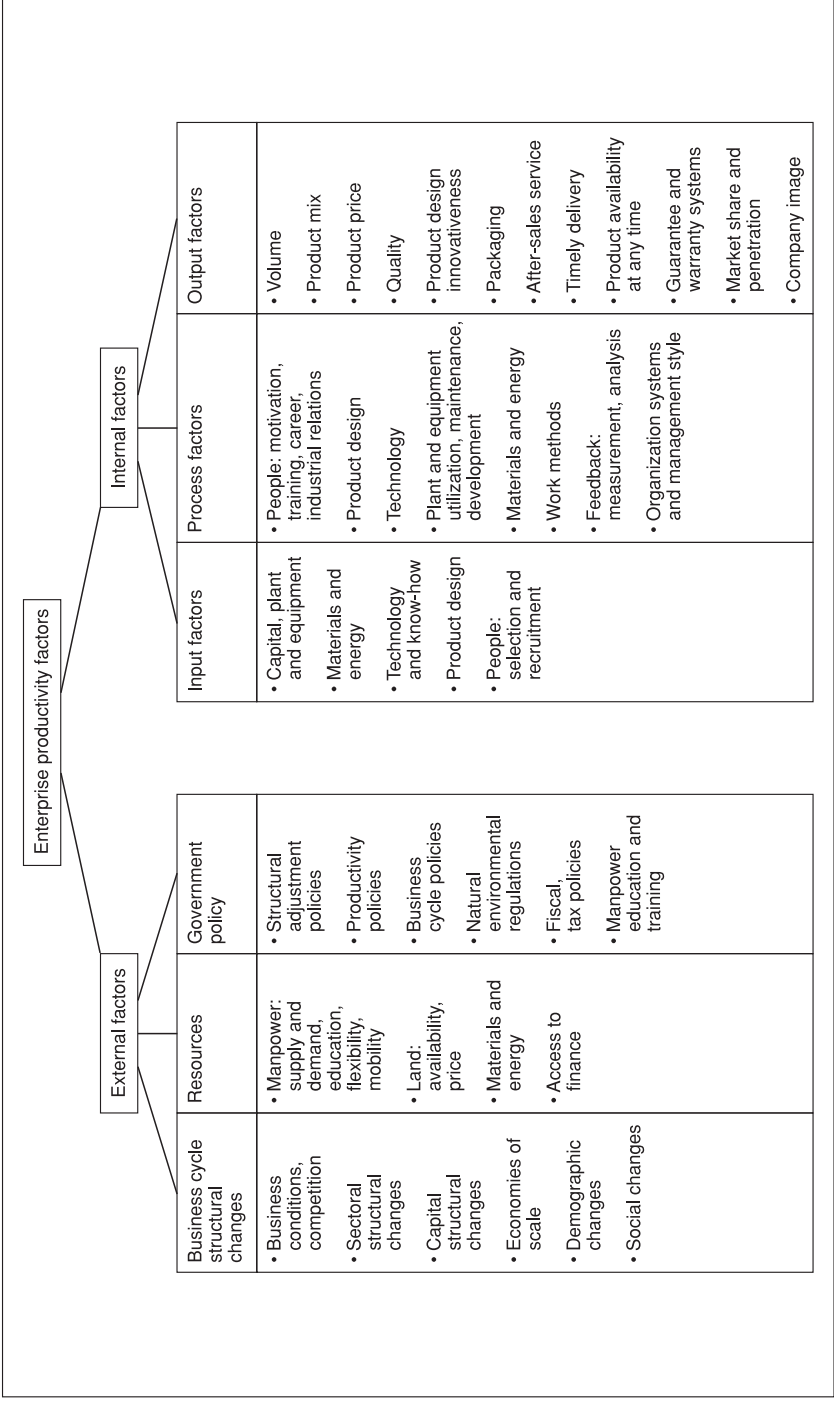 Enterprise productivity factors
External factors
Internal factors
Business cycle
structural
changes
• Business
conditions,
competition
• Sectoral
structural
changes
• Capital
structural
changes
• Economies of
scale
• Demographic
changes
• Social changes
Resources
• Manpower:
supply and
demand,
education,
flexibility,
mobility
• Land:
availability,
price
• Materials and
energy
• Access to
finance
Government
policy
• Structural
adjustment
policies
• Productivity
policies
• Business
cycle policies
• Natural
environmental
regulations
• Fiscal,
tax policies
• Manpower
education and
training
Input factors
• Capital, plant
and equipment
• Materials and
energy
• Technology
and know-how
• Product design
• People:
selection and
recruitment
Process factors
• People: motivation,
training, career,
industrial relations
• Product design
• Technology
• Plant and equipment
utilization, maintenance,
development
• Materials and energy
• Work methods
• Feedback:
measurement, analysis
• Organization systems
and management style
Output factors
• Volume
• Product mix
• Product price
• Quality
• Product design
innovativeness
• Packaging
• After-sales service
• Timely delivery
• Product availability
at any time
• Guarantee and
warranty systems
• Market share and
penetration
• Company image